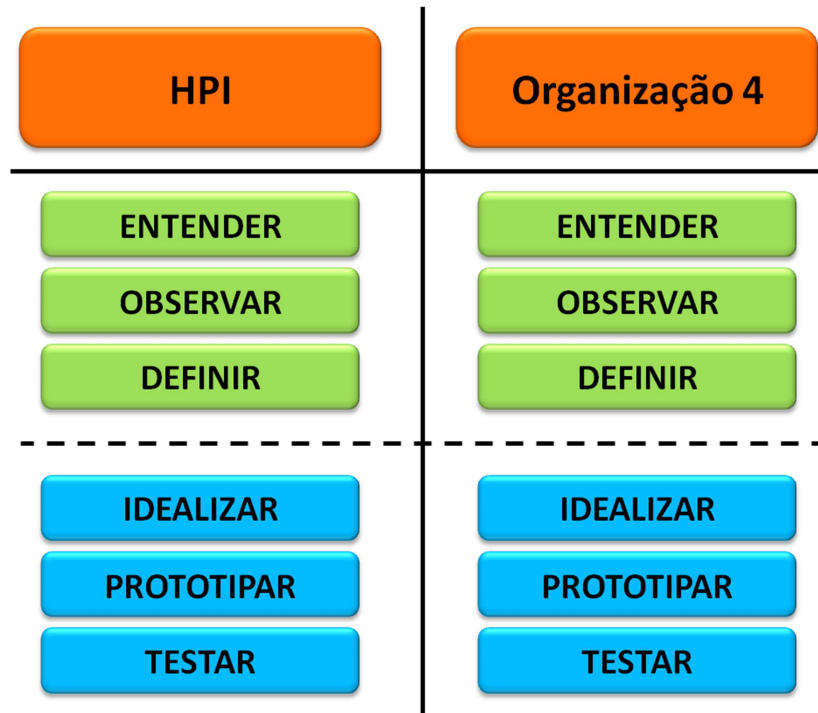 HPI
Organização 4
ENTENDER
ENTENDER
OBSERVAR
OBSERVAR
DEFINIR
DEFINIR
IDEALIZAR
IDEALIZAR
PROTOTIPAR
PROTOTIPAR
TESTAR
TESTAR